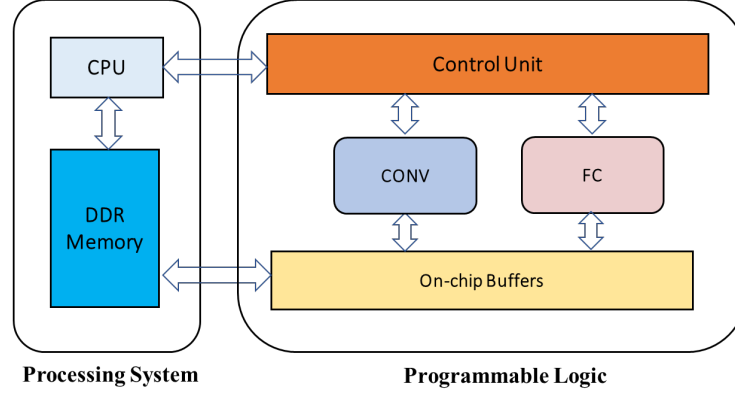 CPU
Control Unit
CONV
FC
DDR
Memory
On-chip Buffers
Processing System
Programmable Logic